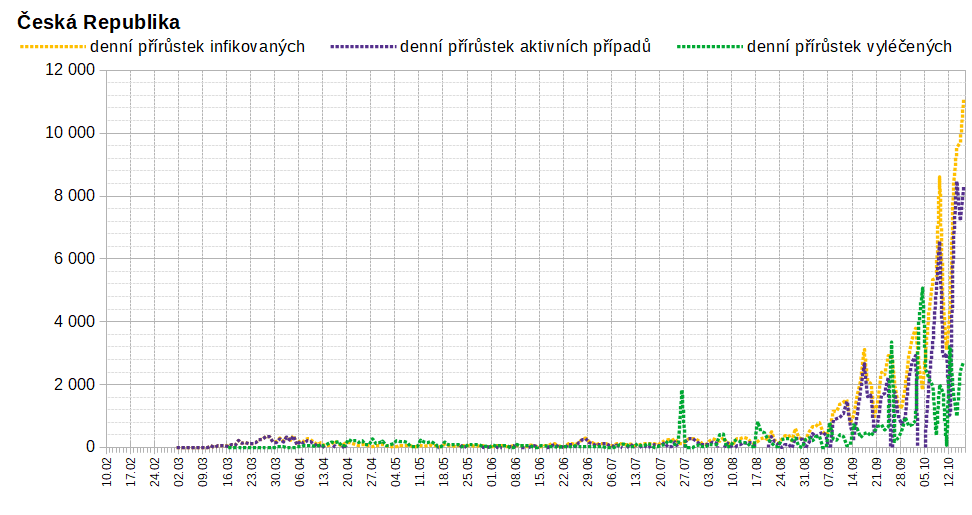 Česká Republika
denní přírůstek infikovaných denní přírůstek aktivních případů denní přírůstek vyléčených
12 000
10 000
8 000
6 000
4 000
2 000
0
10.02 17.02 24.02 02.03 09.03 16.03 23.03 30.03 06.04 13.04 20.04 27.04 04.05 11.05 18.05 25.05 01.06 08.06 15.06 22.06 29.06 06.07 13.07 20.07 27.07 03.08 10.08 17.08 24.08 31.08 07.09 14.09 21.09 28.09 05.10 12.10